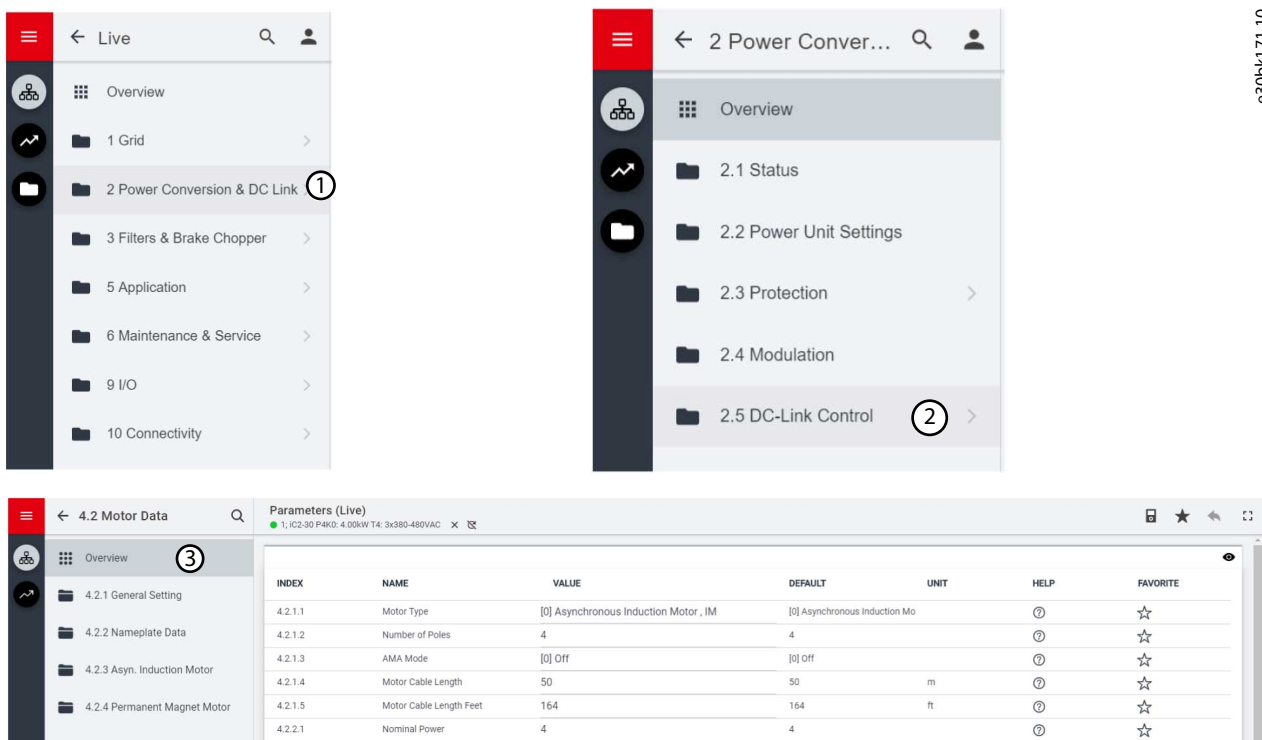 Live
Overview
1 Grid
2 Power Conversion & DC Link 1
3 Filters & Brake Chopper
5 Application
6 Maintenance & Service
9 I/O
10 Connectivity
2 Power Conver...
Overview
2.1 Status
2.2 Power Unit Settings
2.3 Protection
2.4 Modulation
2.5 DC-Link Control 2
4.2 Motor Data
Overview 3
4.2.1 General Setting
4.2.2 Nameplate Data
4.2.3 Asyn. Induction Motor
4.2.4 Permanent Magnet Motor
Parameters (Live)
1; iC2-30 P4K0: 4.00kW T4: 3x380-480VAC
INDEX NAME VALUE DEFAULT UNIT HELP FAVORITE
4.2.1.1 Motor Type [0] Asynchronous Induction Motor , IM [0] Asynchronous Induction Mo
4.2.1.2 Number of Poles 4 4
4.2.1.3 AMA Mode [0] Off [0] Off
4.2.1.4 Motor Cable Length 50 50 m
4.2.1.5 Motor Cable Length Feet 164 164 ft
4.2.2.1 Nominal Power 4 4